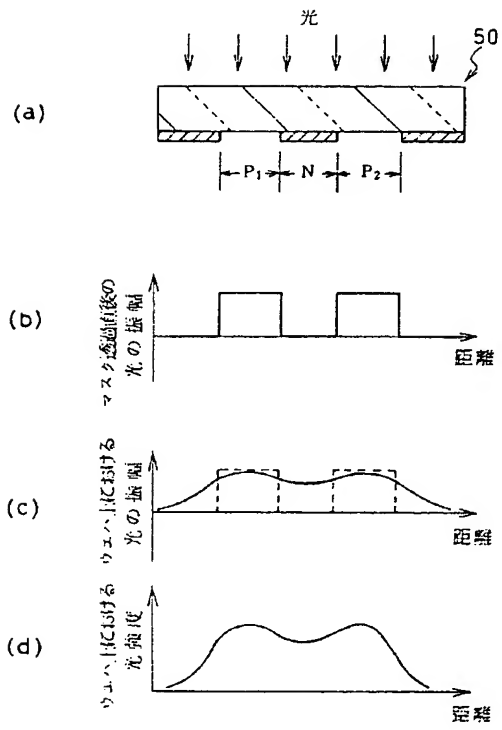 光
50
(a)
P₁
N
P₂
(b)
マスク透過直後の
光の振幅
距離
(c)
ウェハ上における
光の振幅
距離
(d)
ウェハ上における
光強度
距離